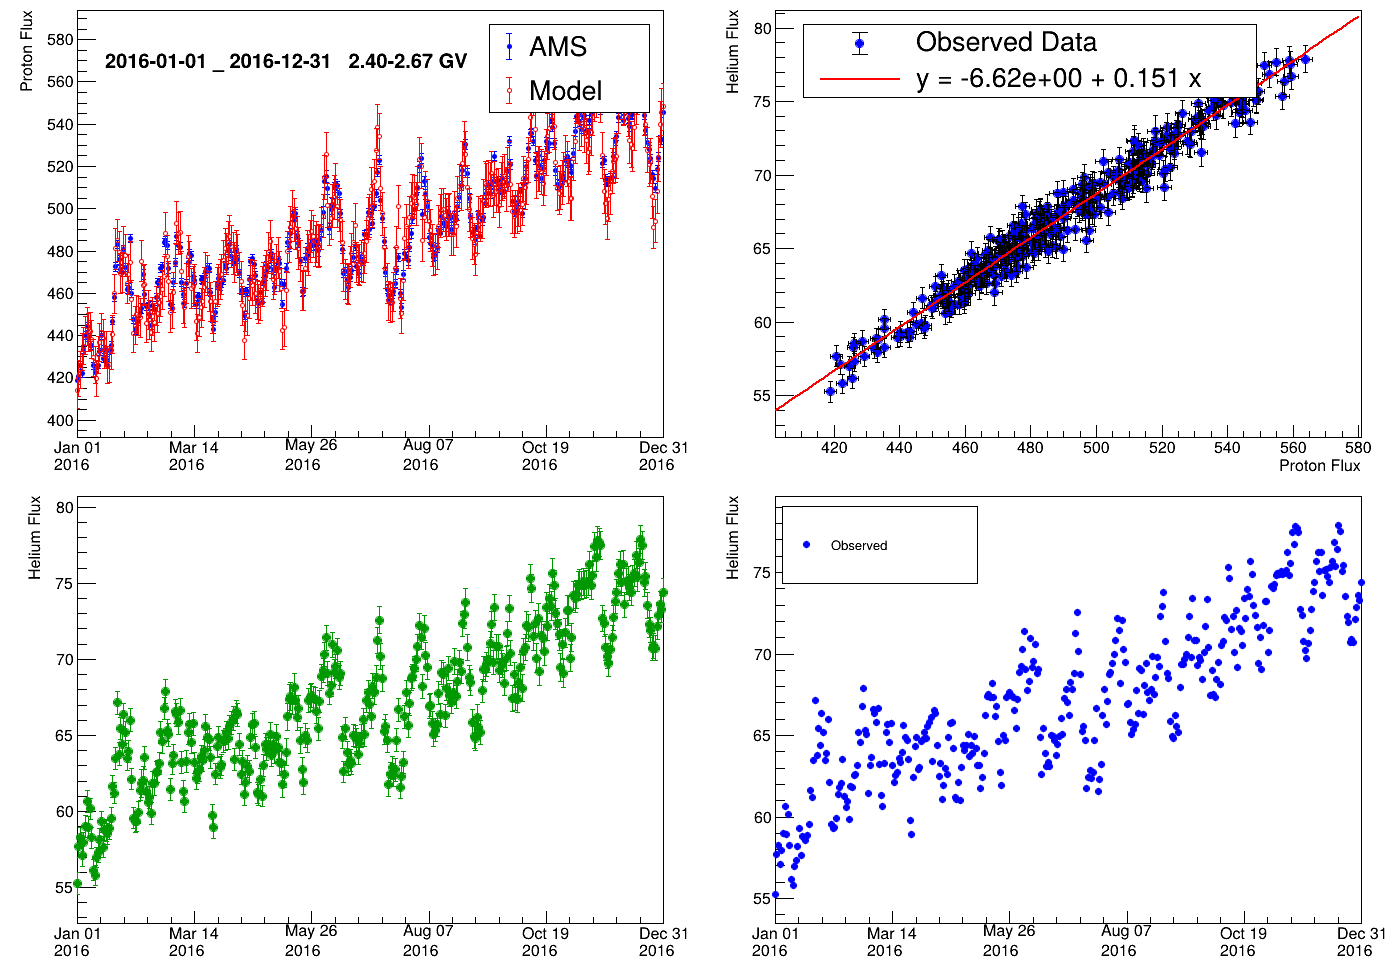 Proton Flux
580
560
540
520
500
480
460
440
420
400
2016-01-01 _ 2016-12-31 2.40-2.67 GV
AMS
Model
Jan 01
2016
Mar 14
2016
May 26
2016
Aug 07
2016
Oct 19
2016
Dec 31
2016
Helium Flux
80
75
70
65
60
55
Observed Data
y = -6.62e+00 + 0.151 x
420 440 460 480 500 520 540 560 580
Proton Flux
Helium Flux
80
75
70
65
60
55
Jan 01
2016
Mar 14
2016
May 26
2016
Aug 07
2016
Oct 19
2016
Dec 31
2016
Helium Flux
75
70
65
60
55
Observed
Jan 01
2016
Mar 14
2016
May 26
2016
Aug 07
2016
Oct 19
2016
Dec 31
2016